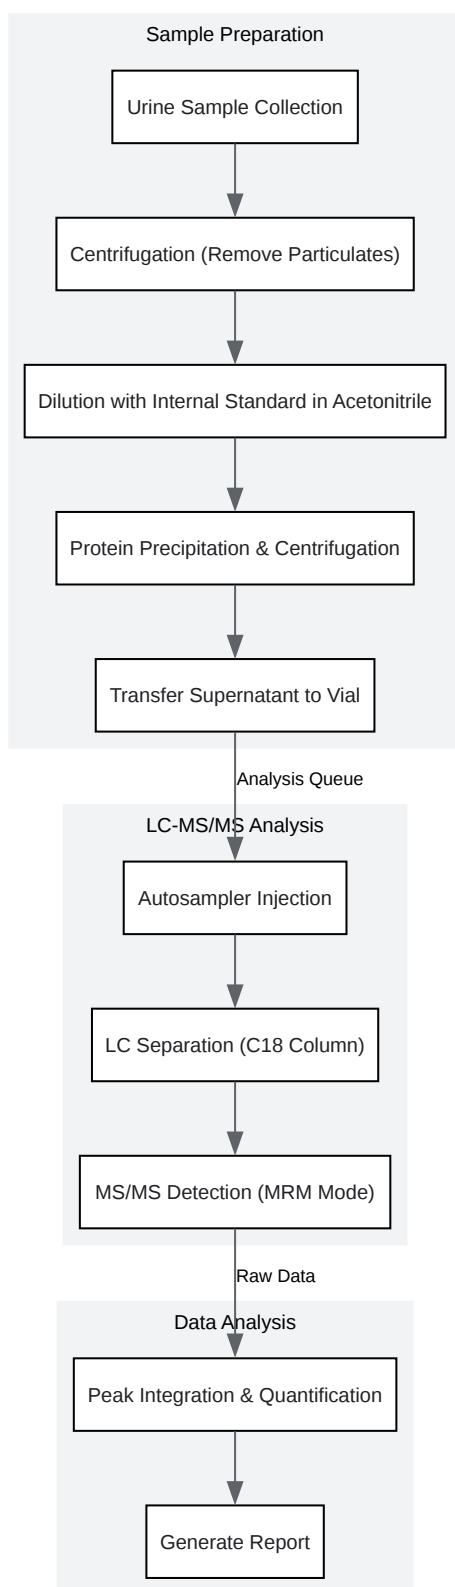 Sample Preparation
Urine Sample Collection
Centrifugation (Remove Particulates)
Dilution with Internal Standard in Acetonitrile
Protein Precipitation & Centrifugation
Transfer Supernatant to Vial
Analysis Queue
LC-MS/MS Analysis
Autosampler Injection
LC Separation (C18 Column)
MS/MS Detection (MRM Mode)
Raw Data
Data Analysis
Peak Integration & Quantification
Generate Report